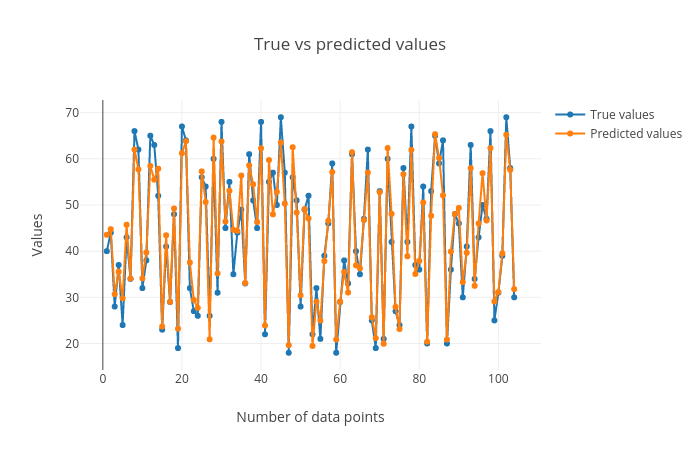 True vs predicted values
True values
Predicted values
Values
70
60
50
40
30
20
0
20
40
60
80
100
Number of data points